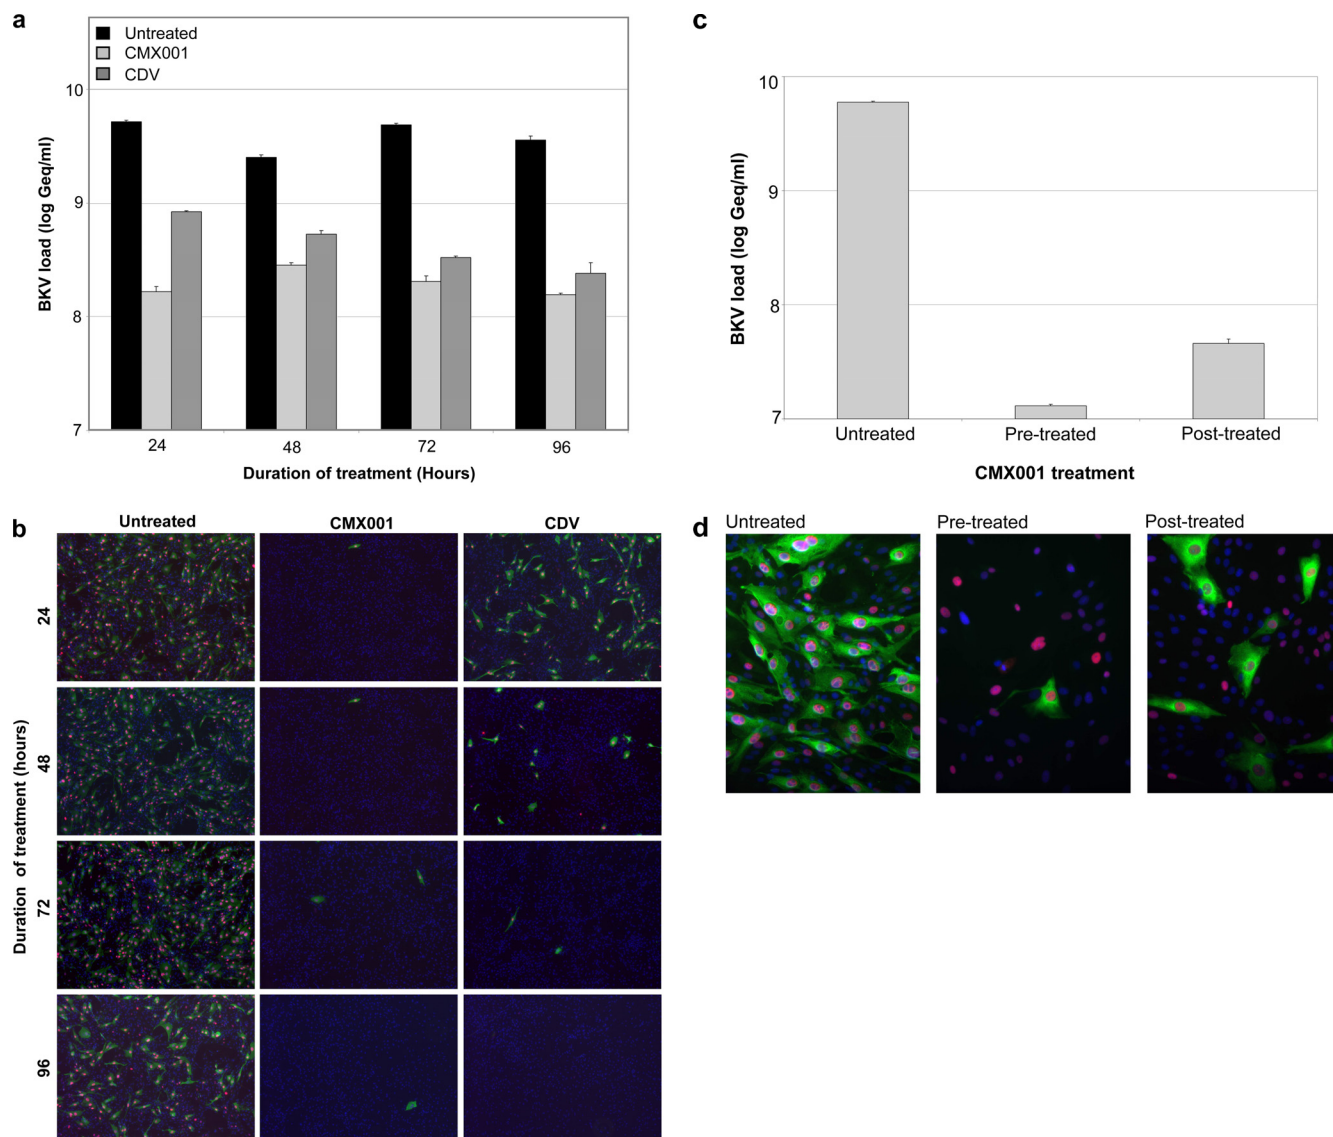 a
Untreated
CMX001
CDV
10
9
8
7
BKV load (log Geq/ml)
24 48 72 96
Duration of treatment (Hours)
c
10
9
8
7
BKV load (log Geq/ml)
Untreated Pre-treated Post-treated
CMX001 treatment
b
Untreated CMX001 CDV
24
48
72
96
Duration of treatment (hours)
d
Untreated Pre-treated Post-treated